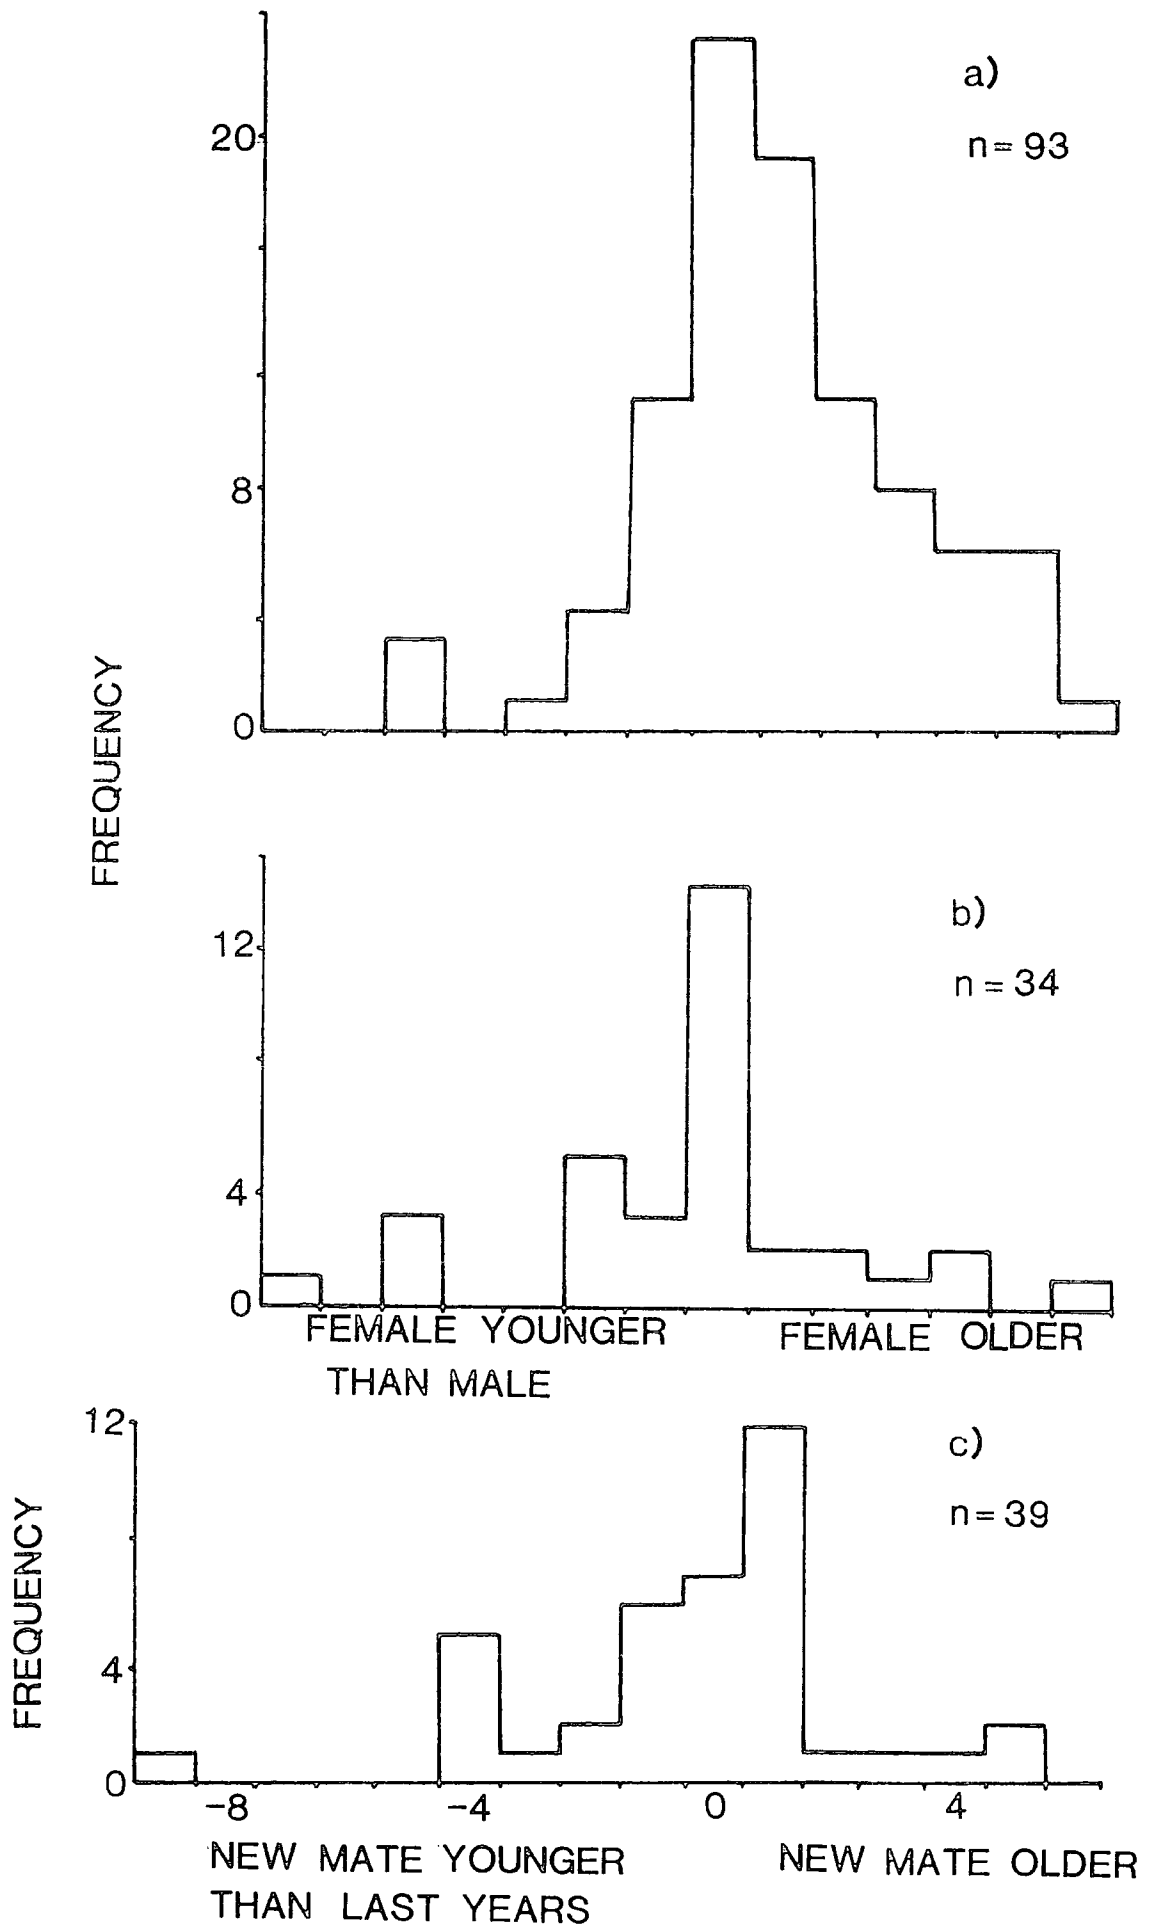 a)
n= 93
20
8
0
FREQUENCY
b)
n = 34
12
4
0
FEMALE YOUNGER
THAN MALE
FEMALE OLDER
c)
n= 39
12
4
0
FREQUENCY
-8 -4 0 4
NEW MATE YOUNGER
THAN LAST YEARS
NEW MATE OLDER